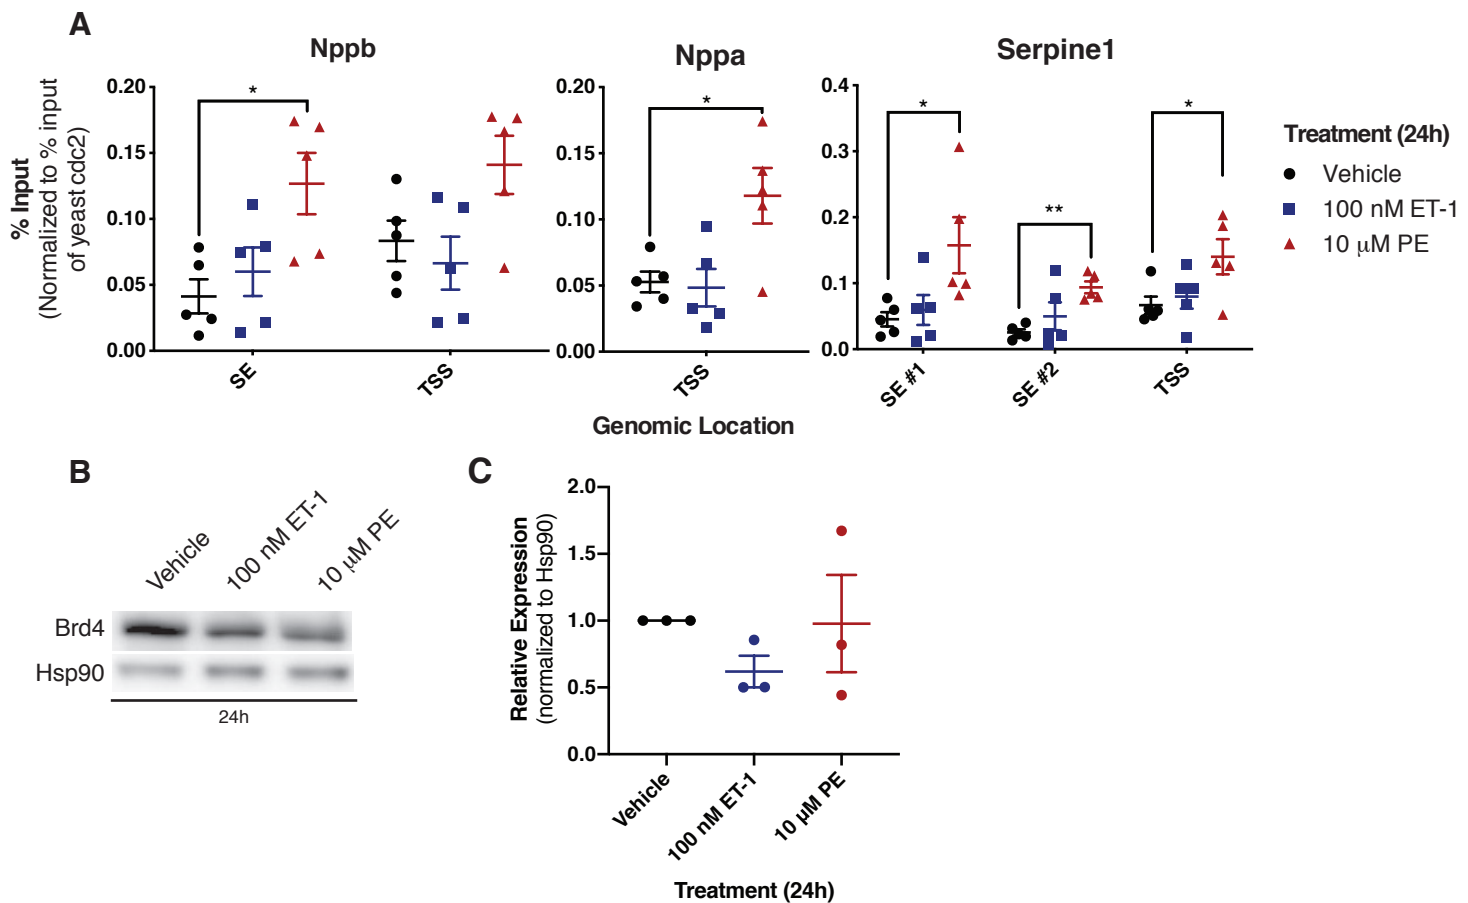 A
Nppb
Nppa
Serpine1
% Input
(Normalized to % input
of yeast cdc2)
0.20
0.15
0.10
0.05
0.00
*
SE
TSS
0.20
0.15
0.10
0.05
0.00
*
TSS
0.4
0.3
0.2
0.1
0.0
*
**
*
SE #1
SE #2
TSS
Genomic Location
Treatment (24h)
Vehicle
100 nM ET-1
10 μM PE
B
Vehicle
100 nM ET-1
10 μM PE
Brd4
Hsp90
24h
C
Relative Expression
(normalized to Hsp90)
2.0
1.5
1.0
0.5
0.0
Vehicle
100 nM ET-1
10 µM PE
Treatment (24h)